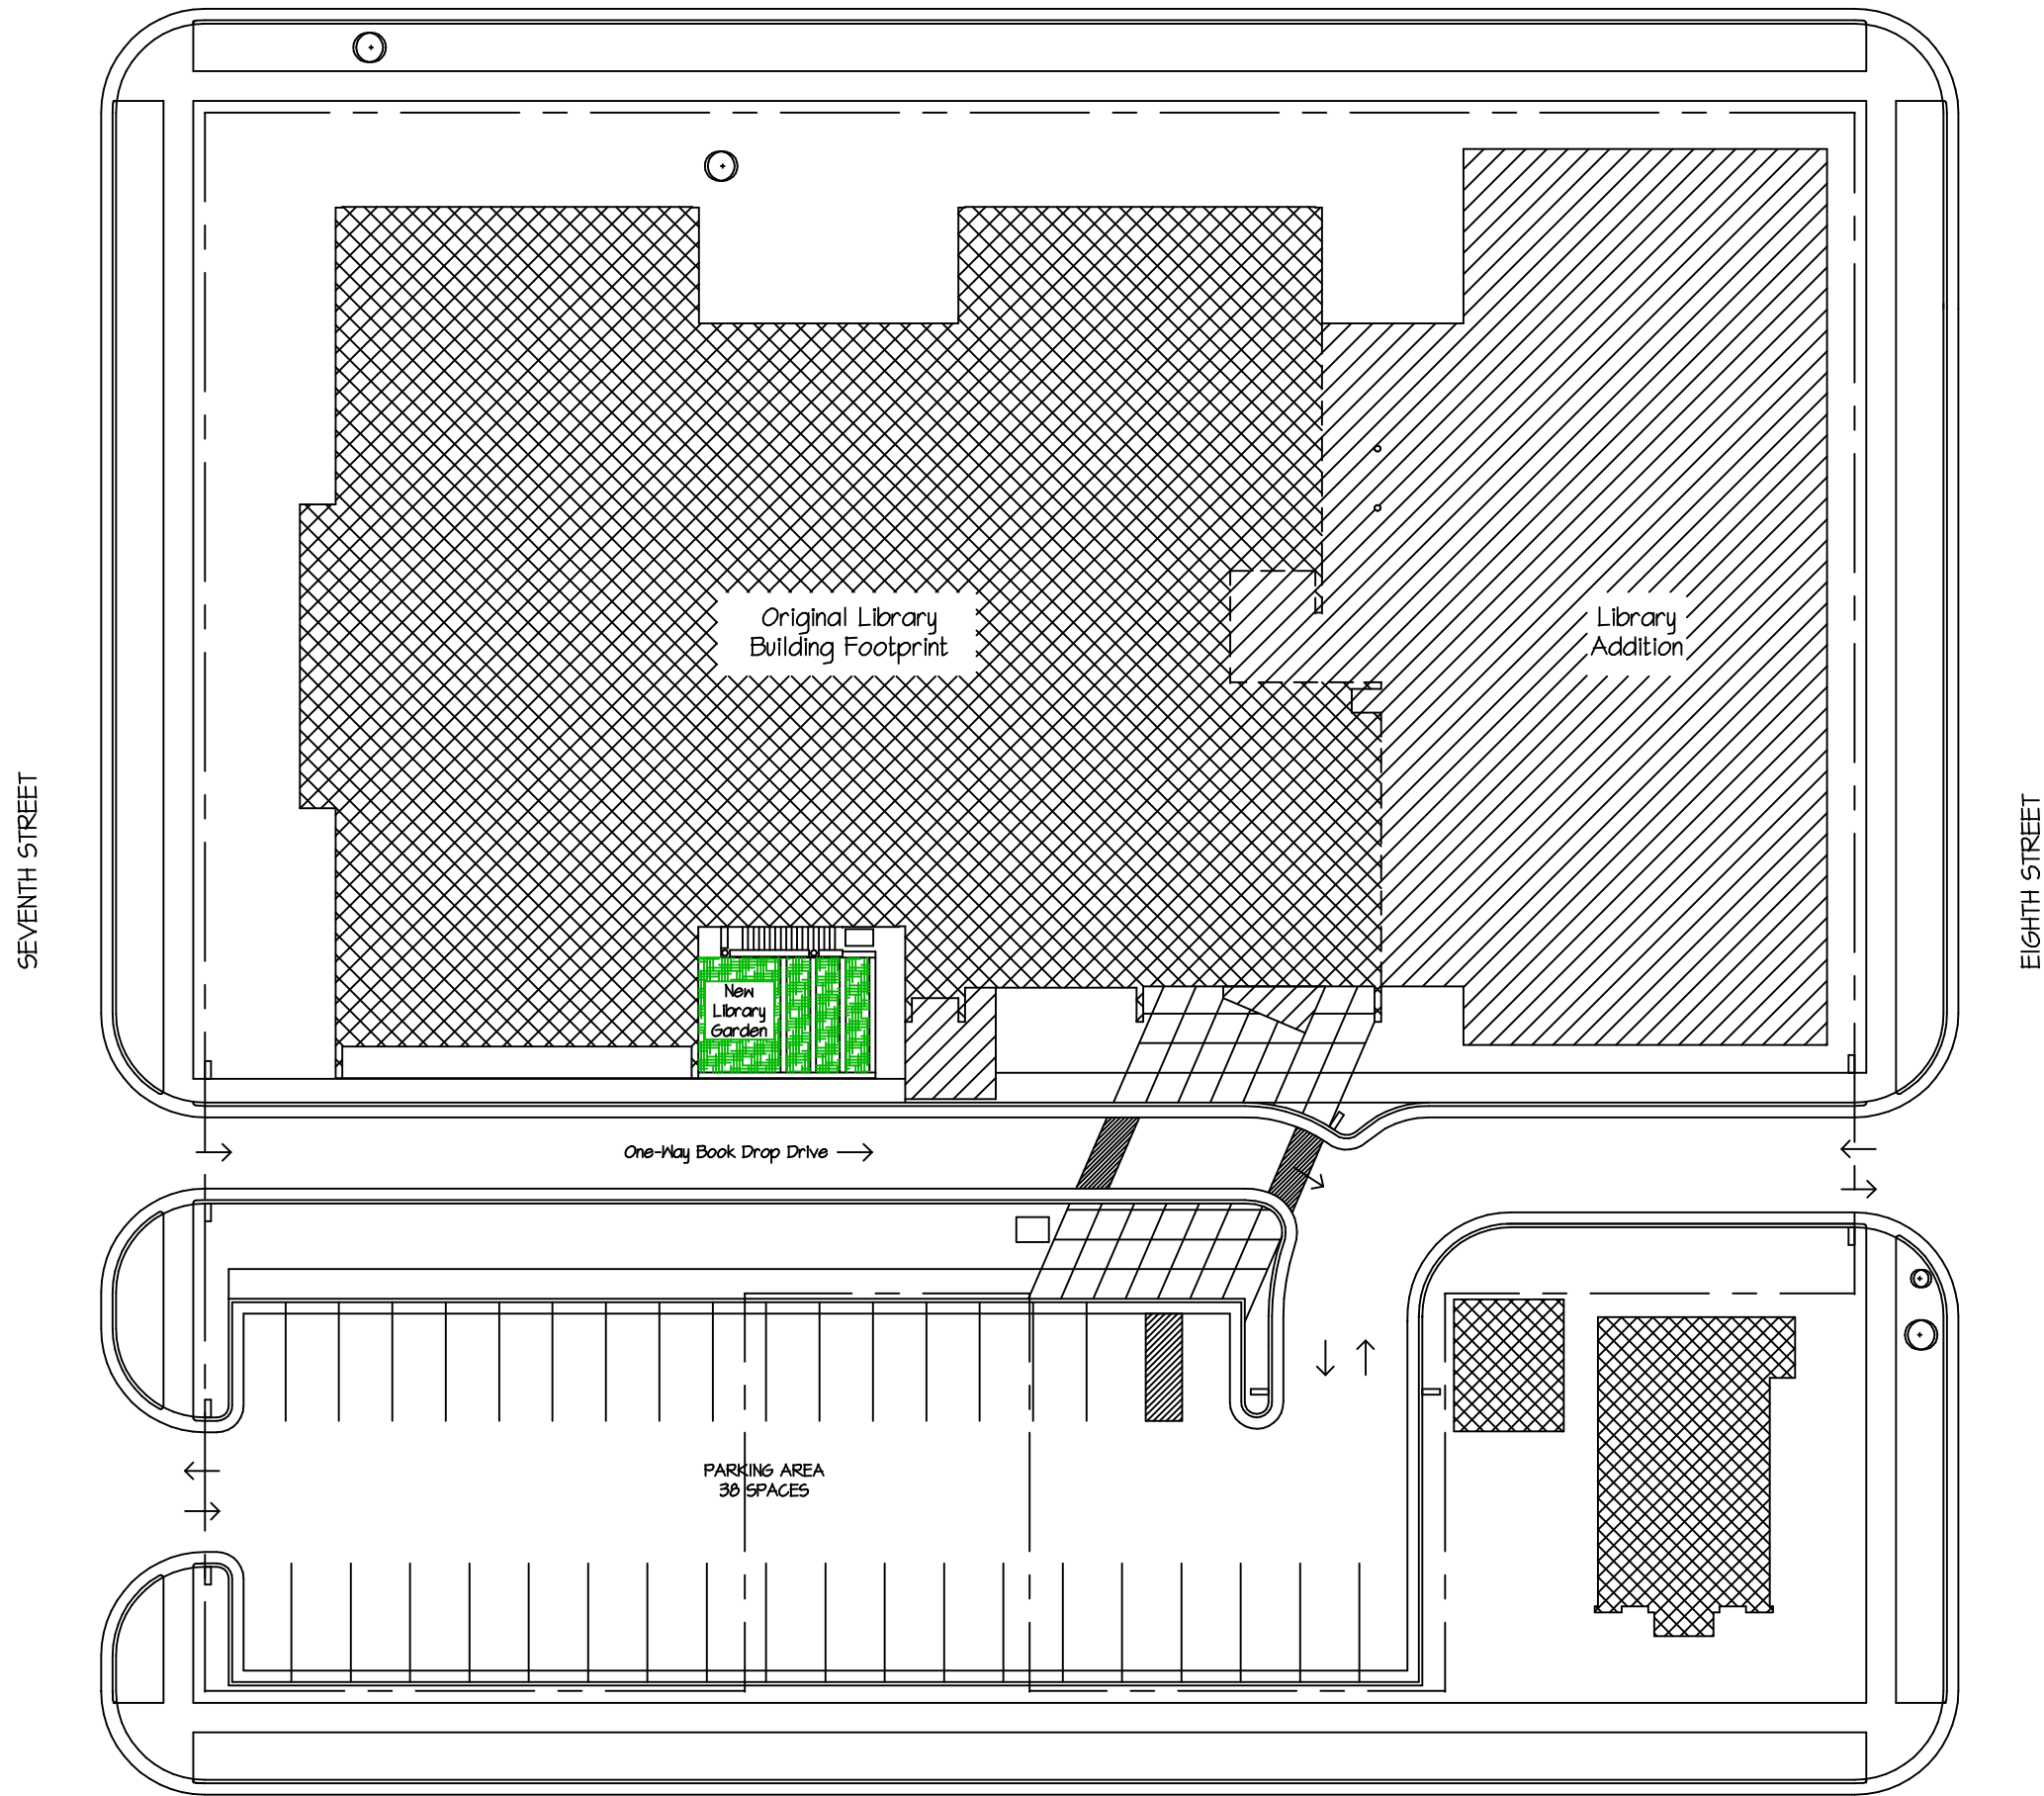 Original Library
Building Footprint
Library
Addition
SEVENTH STREET
EIGHTH STREET
New
Library
Garden
One-Way Book Drop Drive
PARKING AREA
38 SPACES